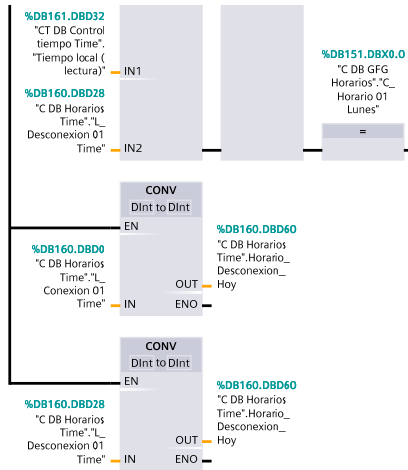 %DB161.DBD32
"CT DB Control
tiempo Time".
"Tiempo local (
lectura)"
IN1
%DB160.DBD28
"C DB Horarios
Time"."L_
Desconexion 01
Time"
IN2
%DB151.DBX0.0
"C DB GFG
Horarios"."C_
Horario 01
Lunes"
=
CONV
DInt to DInt
EN
%DB160.DBD0
"C DB Horarios
Time"."L_
Conexion 01
Time"
IN
OUT
ENO
%DB160.DBD60
"C DB Horarios
Time".Horario_
Desconexion_
Hoy
CONV
DInt to DInt
EN
%DB160.DBD28
"C DB Horarios
Time"."L_
Desconexion 01
Time"
IN
OUT
ENO
%DB160.DBD60
"C DB Horarios
Time".Horario_
Desconexion_
Hoy